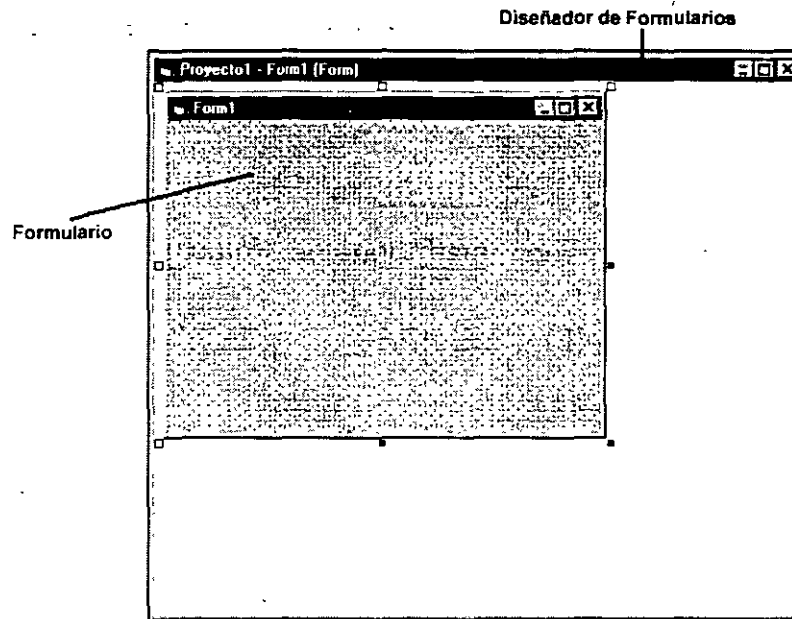 Diseñador de Formularios
Proyecto1 - Form1 (Form)
Form1
Formulario